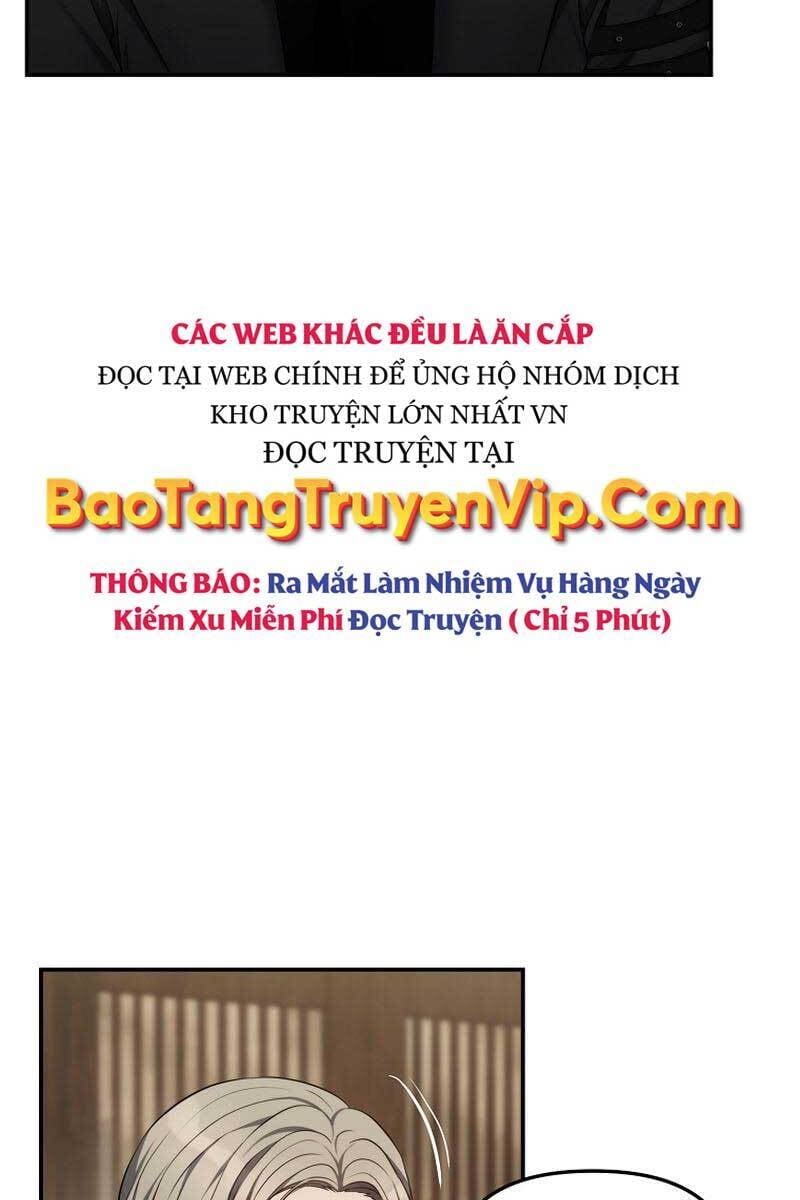 CÁC WEB KHÁC ĐỀU LÀ ĂN CẮP
ĐỌC TẠI WEB CHÍNH ĐỂ ỦNG HỘ NHÓM DỊCH
KHO TRUYỆN LỚN NHẤT VN
ĐỌC TRUYỆN TẠI
BaoTangTruyenVip.Com
THÔNG BÁO: Ra Mắt Làm Nhiệm Vụ Hàng Ngày
Kiếm Xu Miễn Phí Đọc Truyện ( Chỉ 5 Phút)